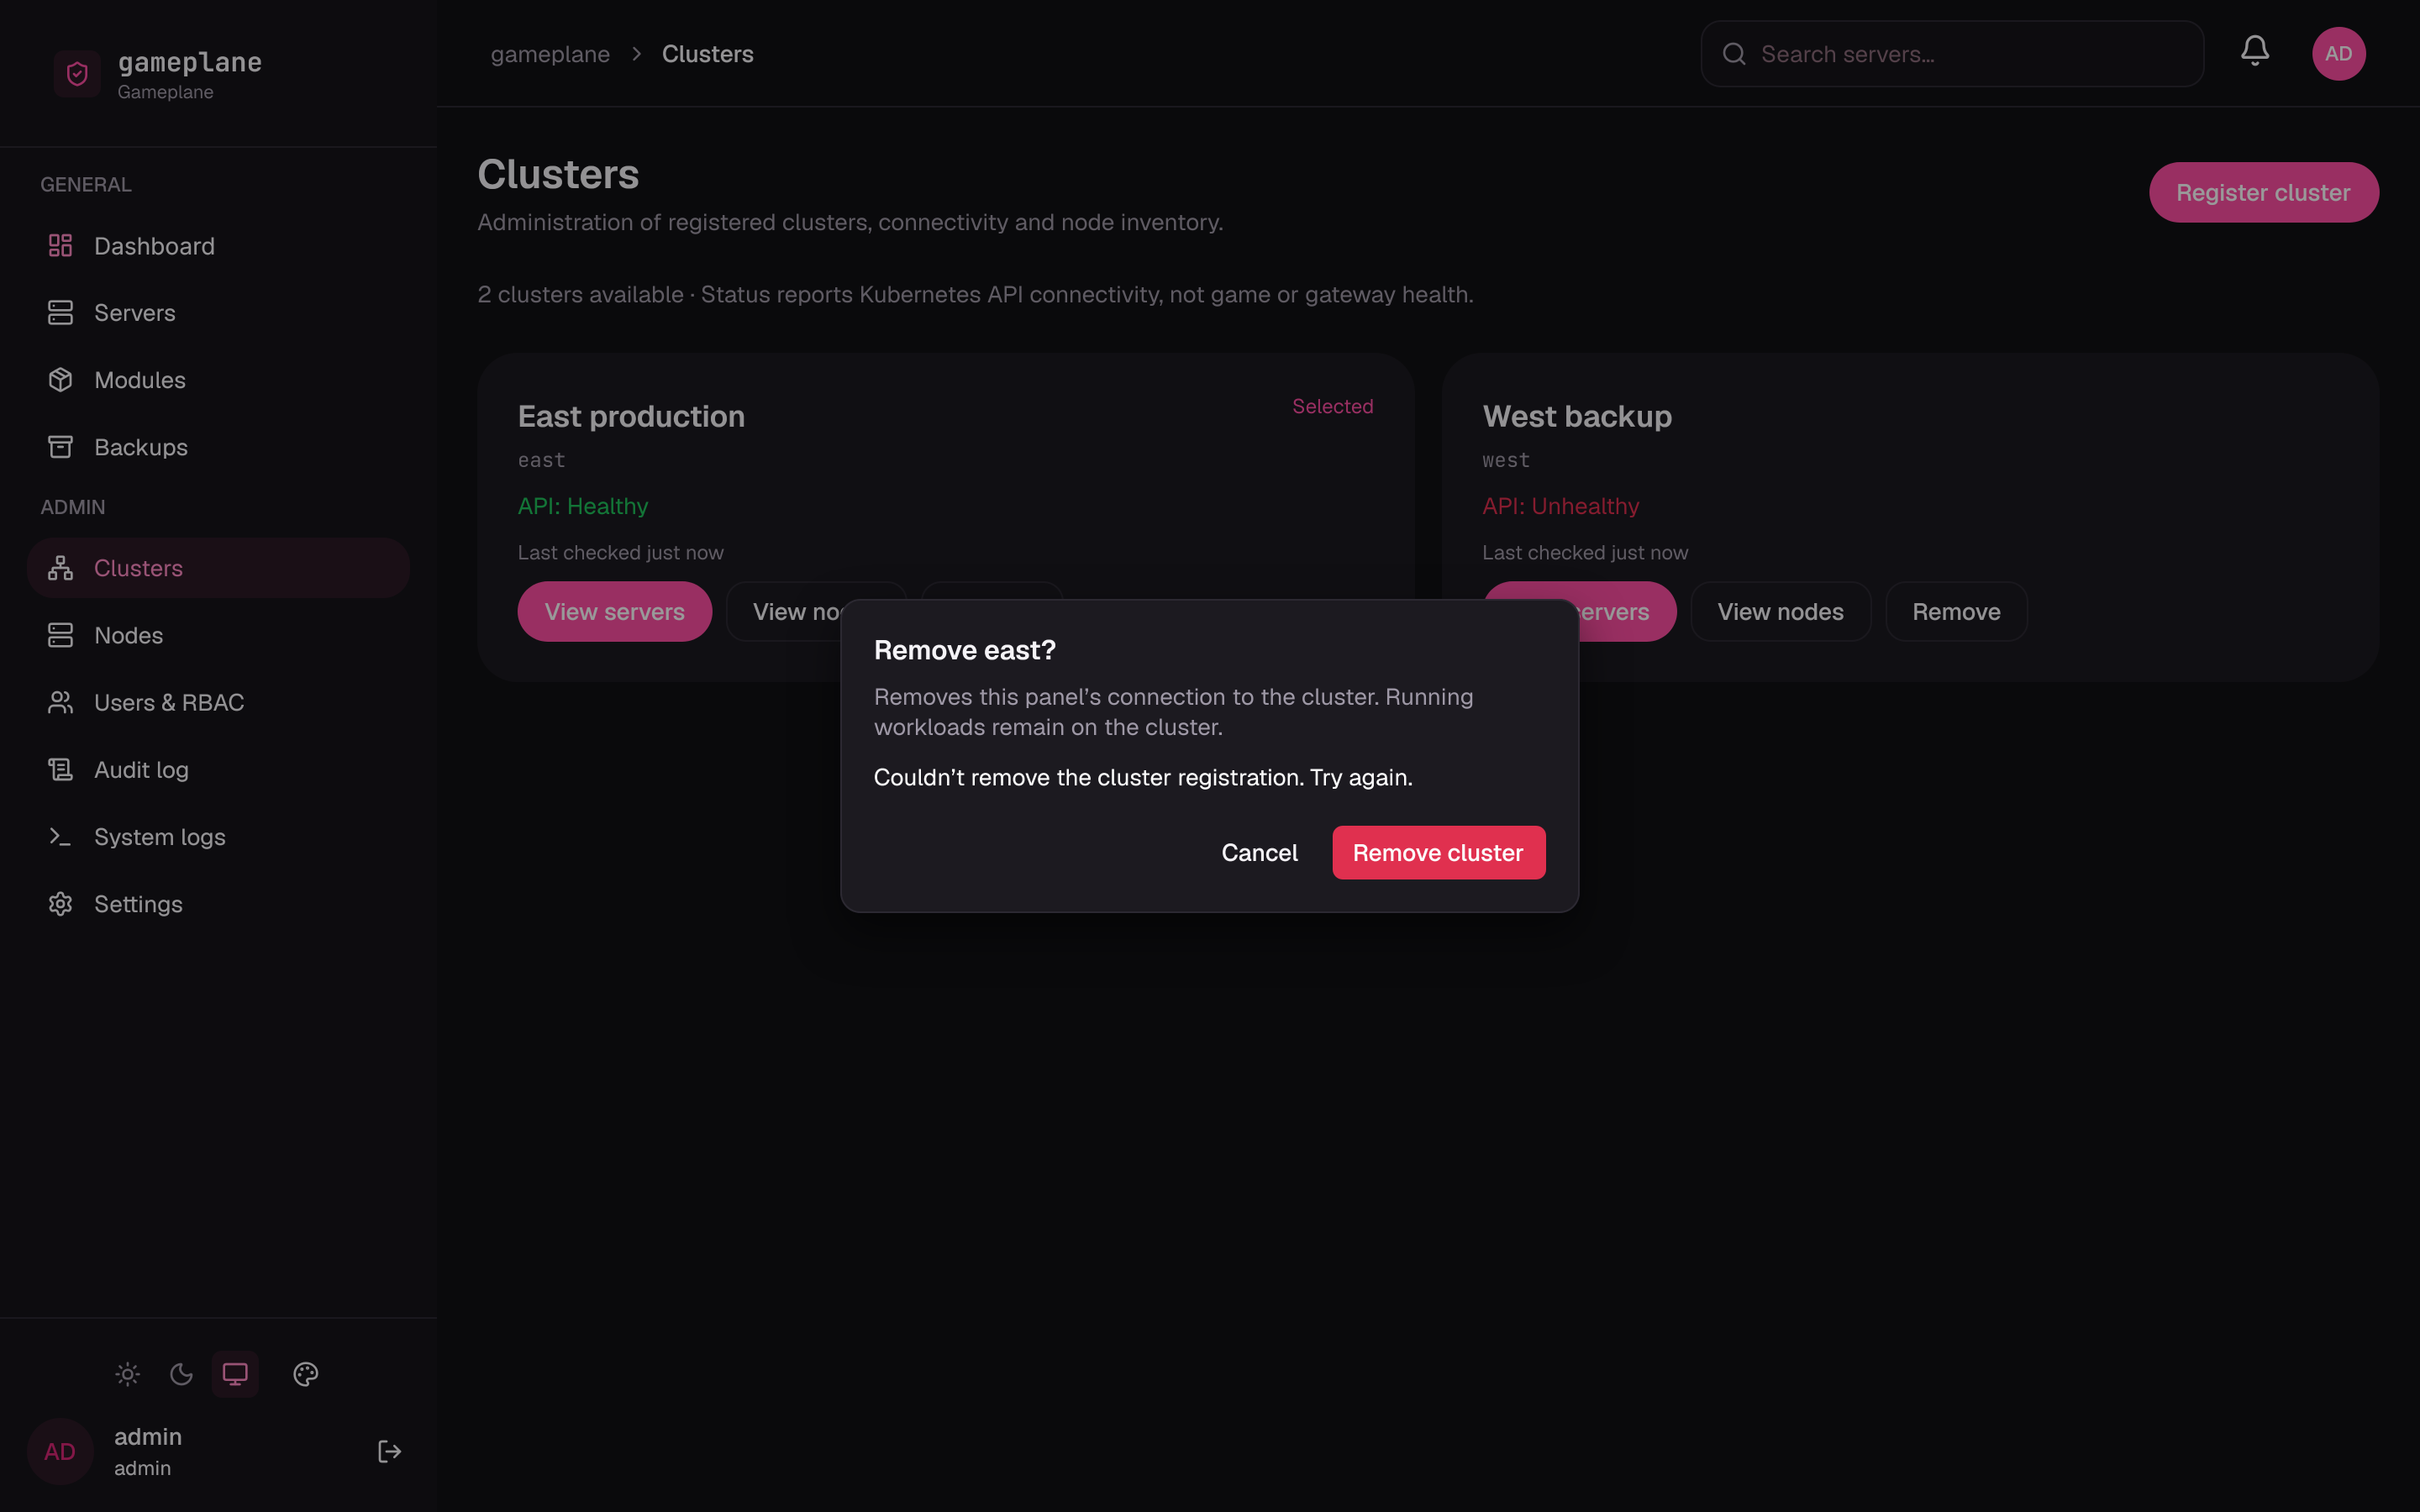 gameplane
Gameplane
GENERAL
Dashboard
Servers
Modules
Backups
ADMIN
Clusters
Nodes
Users & RBAC
Audit log
System logs
Settings
AD
admin
admin
gameplane > Clusters
Search servers...
AD
Clusters
Administration of registered clusters, connectivity and node inventory.
Register cluster
2 clusters available · Status reports Kubernetes API connectivity, not game or gateway health.
East production
Selected
east
API: Healthy
Last checked just now
View servers
View no
West backup
west
API: Unhealthy
Last checked just now
servers
View nodes
Remove
Remove east?
Removes this panel’s connection to the cluster. Running
workloads remain on the cluster.
Couldn’t remove the cluster registration. Try again.
Cancel
Remove cluster